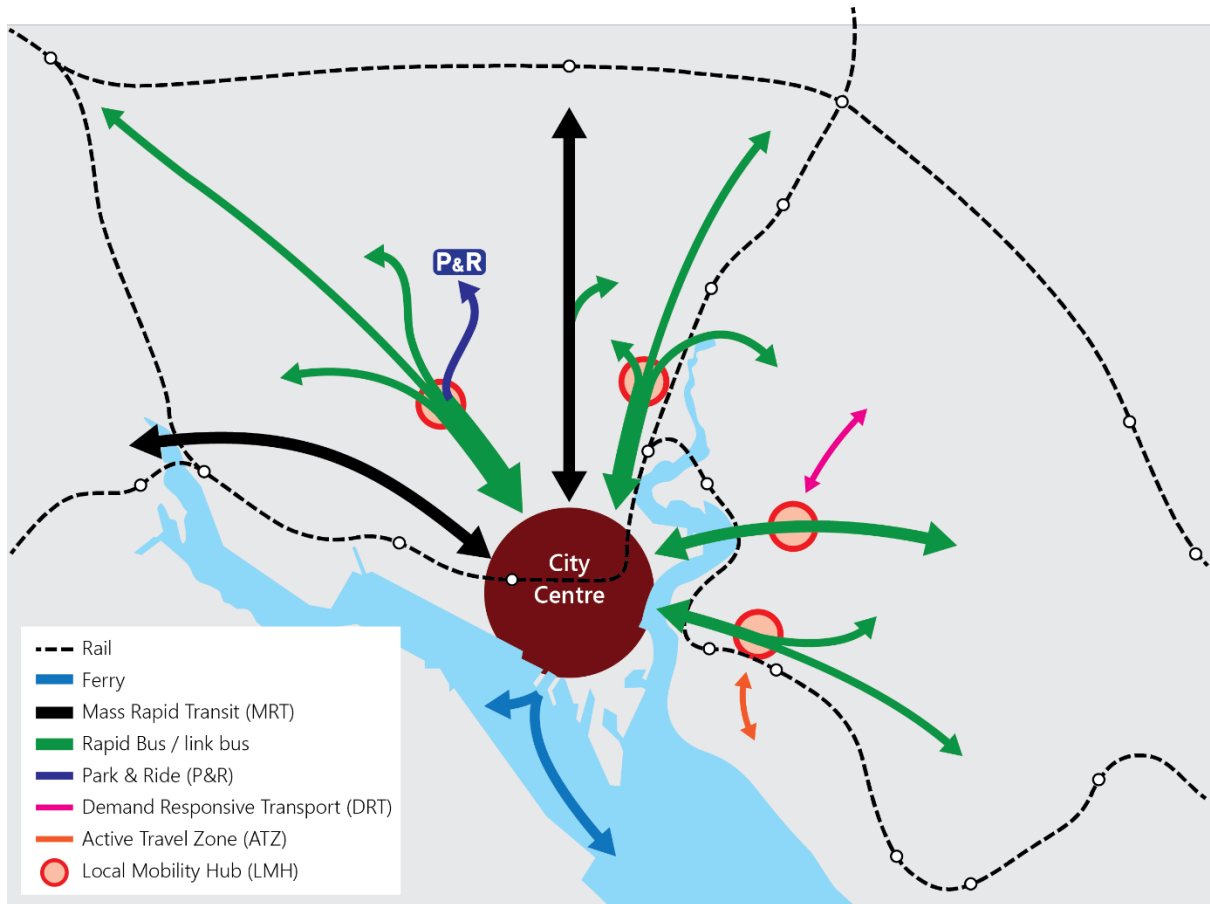 P&R
City
Centre
Rail
Ferry
Mass Rapid Transit (MRT)
Rapid Bus / link bus
Park & Ride (P&R)
Demand Responsive Transport (DRT)
Active Travel Zone (ATZ)
Local Mobility Hub (LMH)